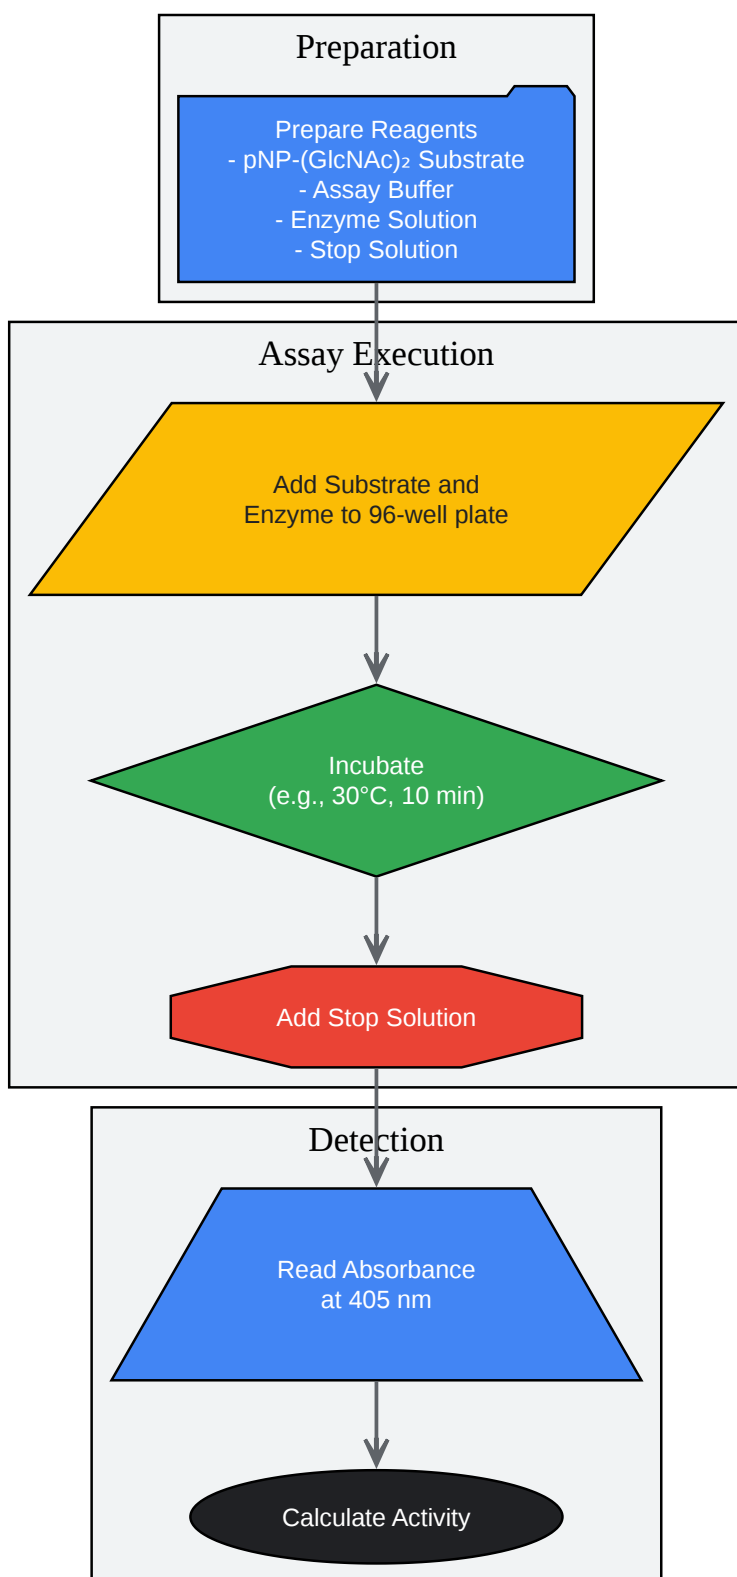 Preparation
Prepare Reagents
- pNP-(GlcNAc)₂ Substrate
- Assay Buffer
- Enzyme Solution
- Stop Solution
Assay Execution
Add Substrate and
Enzyme to 96-well plate
Incubate
(e.g., 30°C, 10 min)
Add Stop Solution
Detection
Read Absorbance
at 405 nm
Calculate Activity